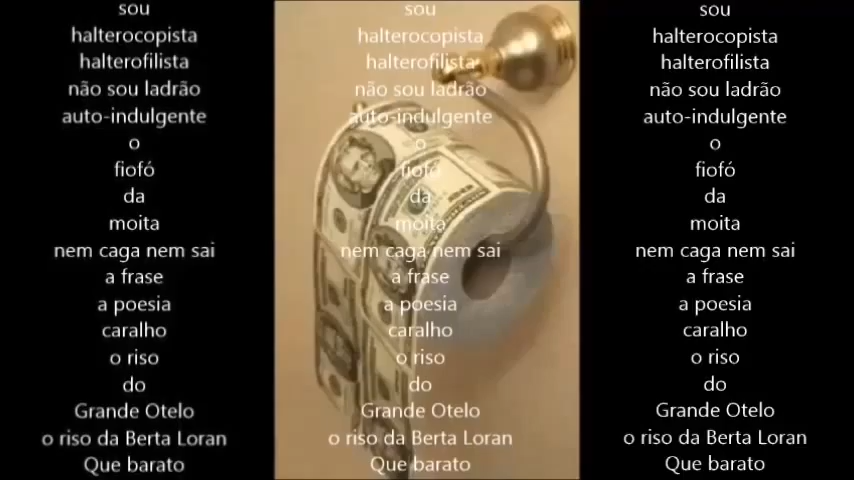 sou
halterocopista
halterofilista
não sou ladrão
auto-indulgente
o
fiofó
da
moita
nem caga nem sai
a frase
a poesia
caralho
o riso
do
Grande Otelo
o riso da Berta Loran
Que barato
sou
halterocopista
halterofilista
não sou ladrão
auto-indulgente
o
fiofó
da
moita
nem caga nem sai
a frase
a poesia
caralho
o riso
do
Grande Otelo
o riso da Berta Loran
Que barato
sou
halterocopista
halterofilista
não sou ladrão
auto-indulgente
o
fiofó
da
moita
nem caga nem sai
a frase
a poesia
caralho
o riso
do
Grande Otelo
o riso da Berta Loran
Que barato